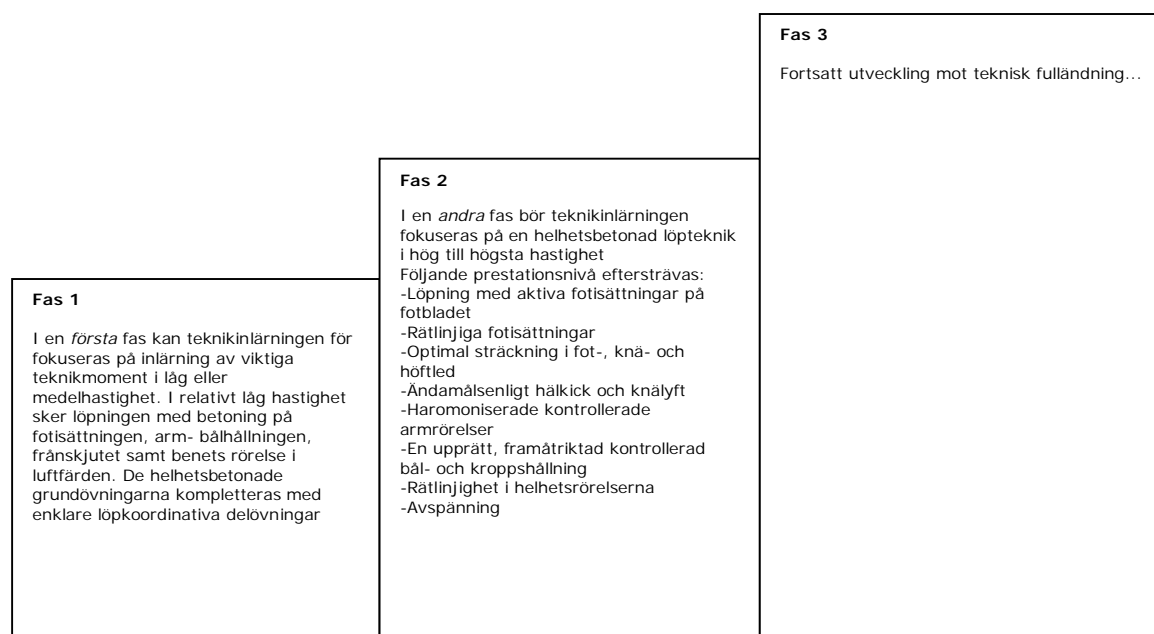 Fas 3
Fortsatt utveckling mot teknisk fulländning...
Fas 2
I en andra fas bör teknikinlärningen
fokuseras på en helhetsbetonad löpteknik
i hög till högsta hastighet
Följande prestationsnivå eftersträvas:
-Löpning med aktiva fotisättningar på
fotbladet
-Rätlinjiga fotisättningar
-Optimal sträckning i fot-, knä- och
höftled
-Ändamålsenligt hälkick och knälyft
-Haromoniserade kontrollerade
armrörelser
-En upprätt, framåtriktad kontrollerad
bål- och kroppshållning
-Rätlinjighet i helhetsrörelserna
-Avspänning
Fas 1
I en första fas kan teknikinlärningen för
fokuseras på inlärning av viktiga
teknikmoment i låg eller
medelhastighet. I relativt låg hastighet
sker löpningen med betoning på
fotisättningen, arm- bålhållningen,
frånskjutet samt benets rörelse i
luftfärden. De helhetsbetonade
grundövningarna kompletteras med
enklare löpkoordinativa delövningar